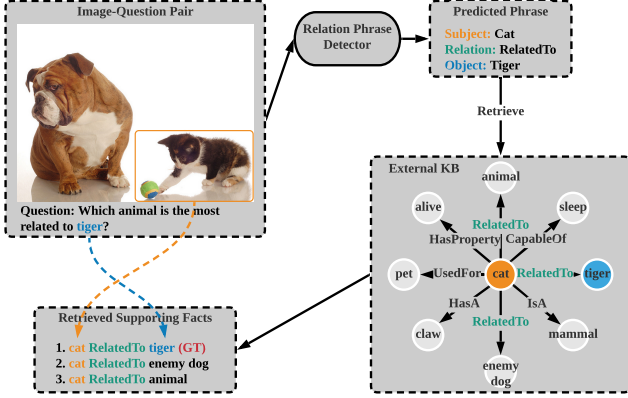 Image-Question Pair
Question: Which animal is the most
related to tiger?
Relation Phrase
Detector
Predicted Phrase
Subject: Cat
Relation: RelatedTo
Object: Tiger
Retrieve
External KB
animal
alive
sleep
RelatedTo
HasProperty
CapableOf
pet
UsedFor
cat
RelatedTo
tiger
HasA
IsA
RelatedTo
claw
mammal
enemy
dog
Retrieved Supporting Facts
1. cat RelatedTo tiger (GT)
2. cat RelatedTo enemy dog
3. cat RelatedTo animal